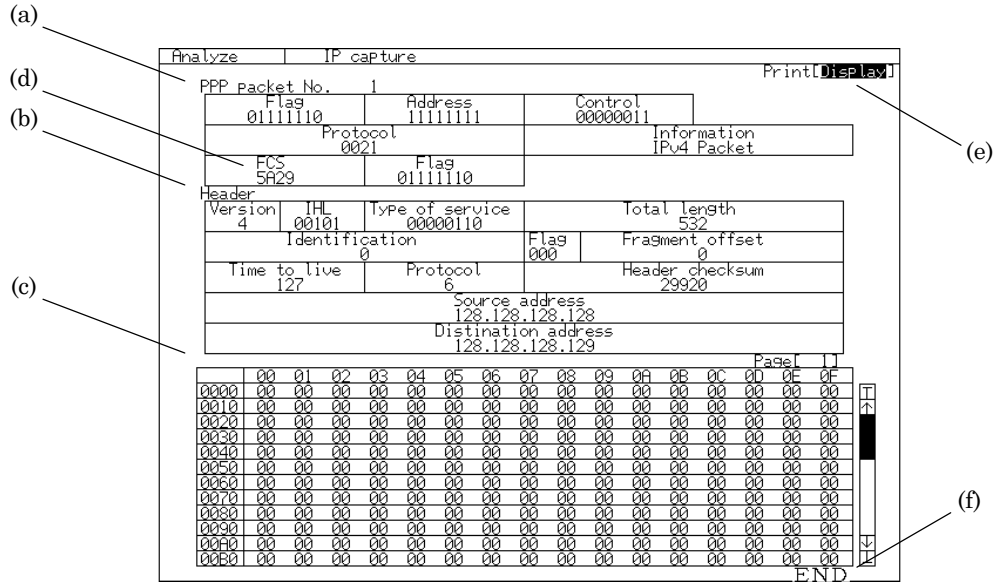 (a)
Analyze IP capture
(d)
Print[Display]
PPP packet No. 1
(b)
Flag Address Control
01111110 11111111 00000011
Protocol Information
0021 IPv4 Packet
(e)
FCS Flag
5A29 01111110
Header
Version IHL Type of service Total length
4 00101 00000110 532
Identification Flag Fragment offset
0 000 0
Time to live Protocol Header checksum
127 6 29920
(c)
Source address
128.128.128.128
Distination address
128.128.128.129
Page[ 1]
00 01 02 03 04 05 06 07 08 09 0A 0B 0C 0D 0E 0F
0000 00 00 00 00 00 00 00 00 00 00 00 00 00 00 00 00
0010 00 00 00 00 00 00 00 00 00 00 00 00 00 00 00 00
0020 00 00 00 00 00 00 00 00 00 00 00 00 00 00 00 00
0030 00 00 00 00 00 00 00 00 00 00 00 00 00 00 00 00
0040 00 00 00 00 00 00 00 00 00 00 00 00 00 00 00 00
0050 00 00 00 00 00 00 00 00 00 00 00 00 00 00 00 00
0060 00 00 00 00 00 00 00 00 00 00 00 00 00 00 00 00
0070 00 00 00 00 00 00 00 00 00 00 00 00 00 00 00 00
0080 00 00 00 00 00 00 00 00 00 00 00 00 00 00 00 00
(f)
0090 00 00 00 00 00 00 00 00 00 00 00 00 00 00 00 00
00A0 00 00 00 00 00 00 00 00 00 00 00 00 00 00 00 00
00B0 00 00 00 00 00 00 00 00 00 00 00 00 00 00 00 00
END